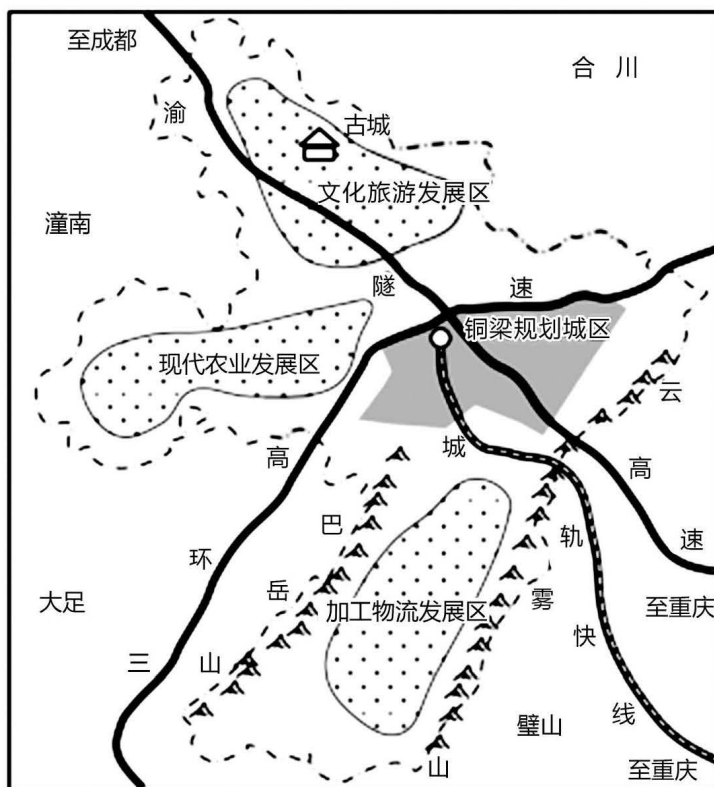 至成都
合川
渝
古城
文化旅游发展区
潼南
隧
速
铜梁规划城区
现代农业发展区
云
高
城
高
巴
速
环
轨
大足
岳
雾
加工物流发展区
至重庆
快
三
山
璧山
线
山
至重庆